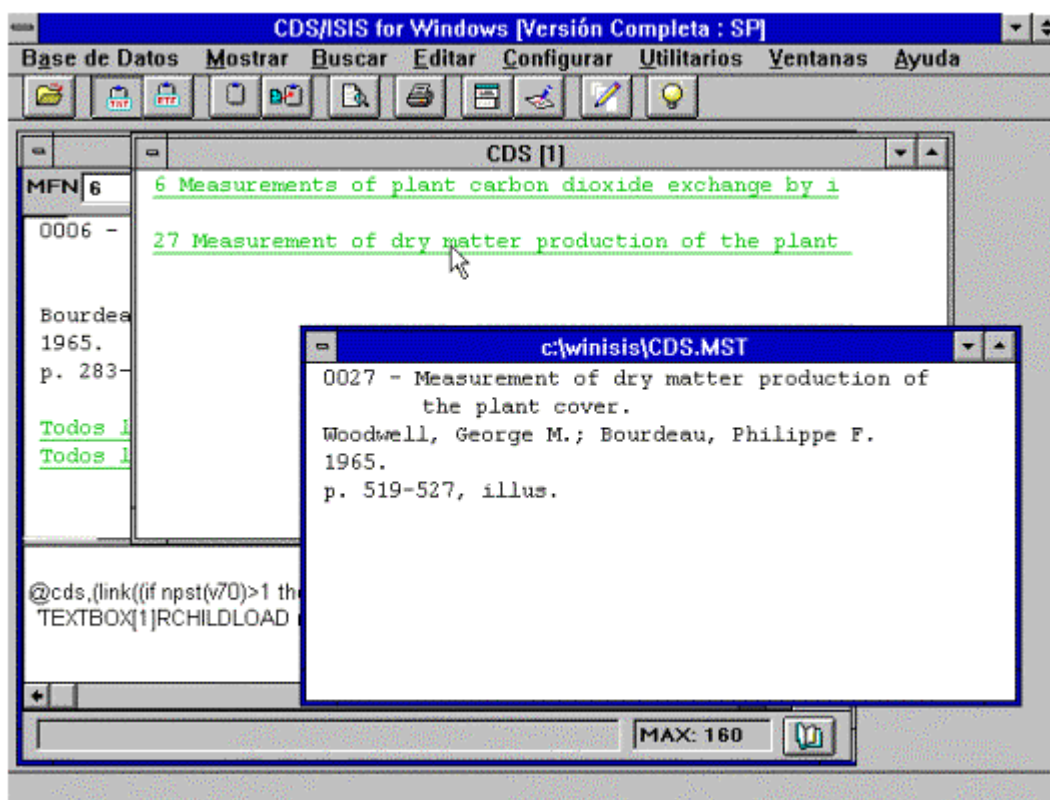 CDS/ISIS for Windows [Versión Completa : SP]
Base de Datos Mostrar Buscar Editar Configurar Utilitarios Ventanas Ayuda
TXT FTF
CDS [1]
MFN 6
6 Measurements of plant carbon dioxide exchange by i
0006 -
27 Measurement of dry matter production of the plant
Bourdea
1965.
p. 283-
Todos l
Todos l
c:\winisis\CDS.MST
0027 - Measurement of dry matter production of
the plant cover.
Woodwell, George M.; Bourdeau, Philippe F.
1965.
p. 519-527, illus.
@cds,(link((if npst(v70)>1 the
'TEXTBOX[1]RCHILDLOAD
MAX: 160